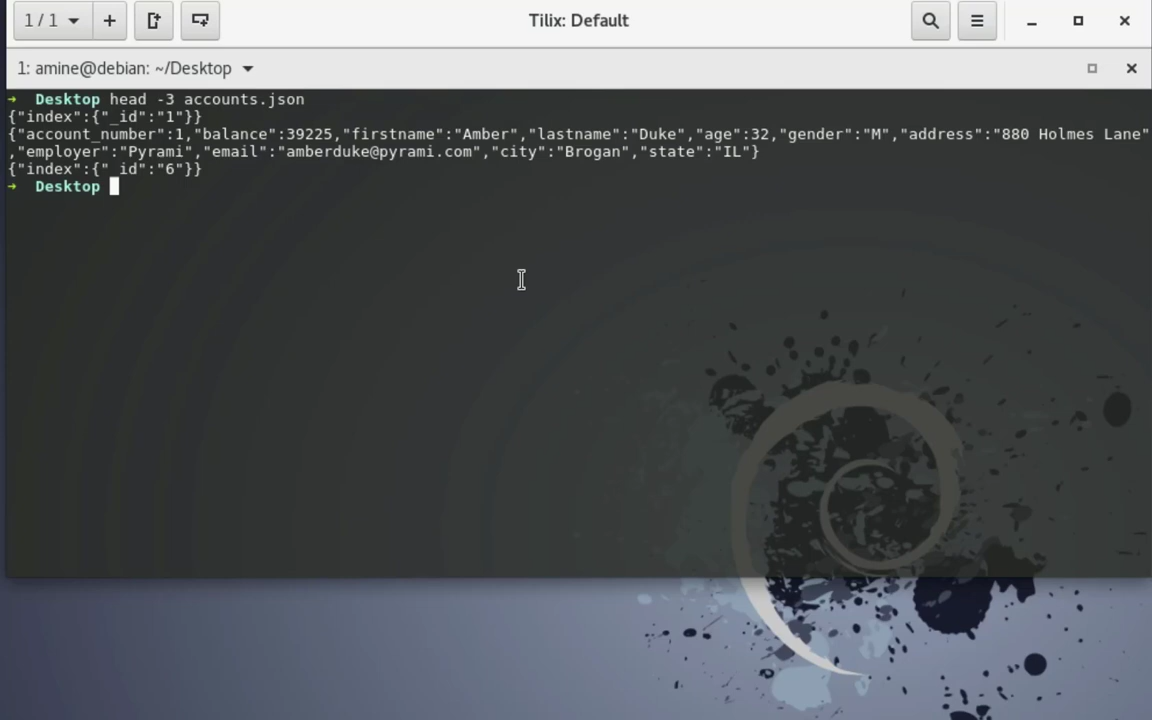 1 / 1
Tilix: Default
1: amine@debian: ~/Desktop
➜ Desktop head -3 accounts.json
{"index":{"_id":"1"}}
{"account_number":1,"balance":39225,"firstname":"Amber","lastname":"Duke","age":32,"gender":"M","address":"880 Holmes Lane"
,"employer":"Pyrami","email":"amberduke@pyrami.com","city":"Brogan","state":"IL"}
{"index":{"_id":"6"}}
➜ Desktop